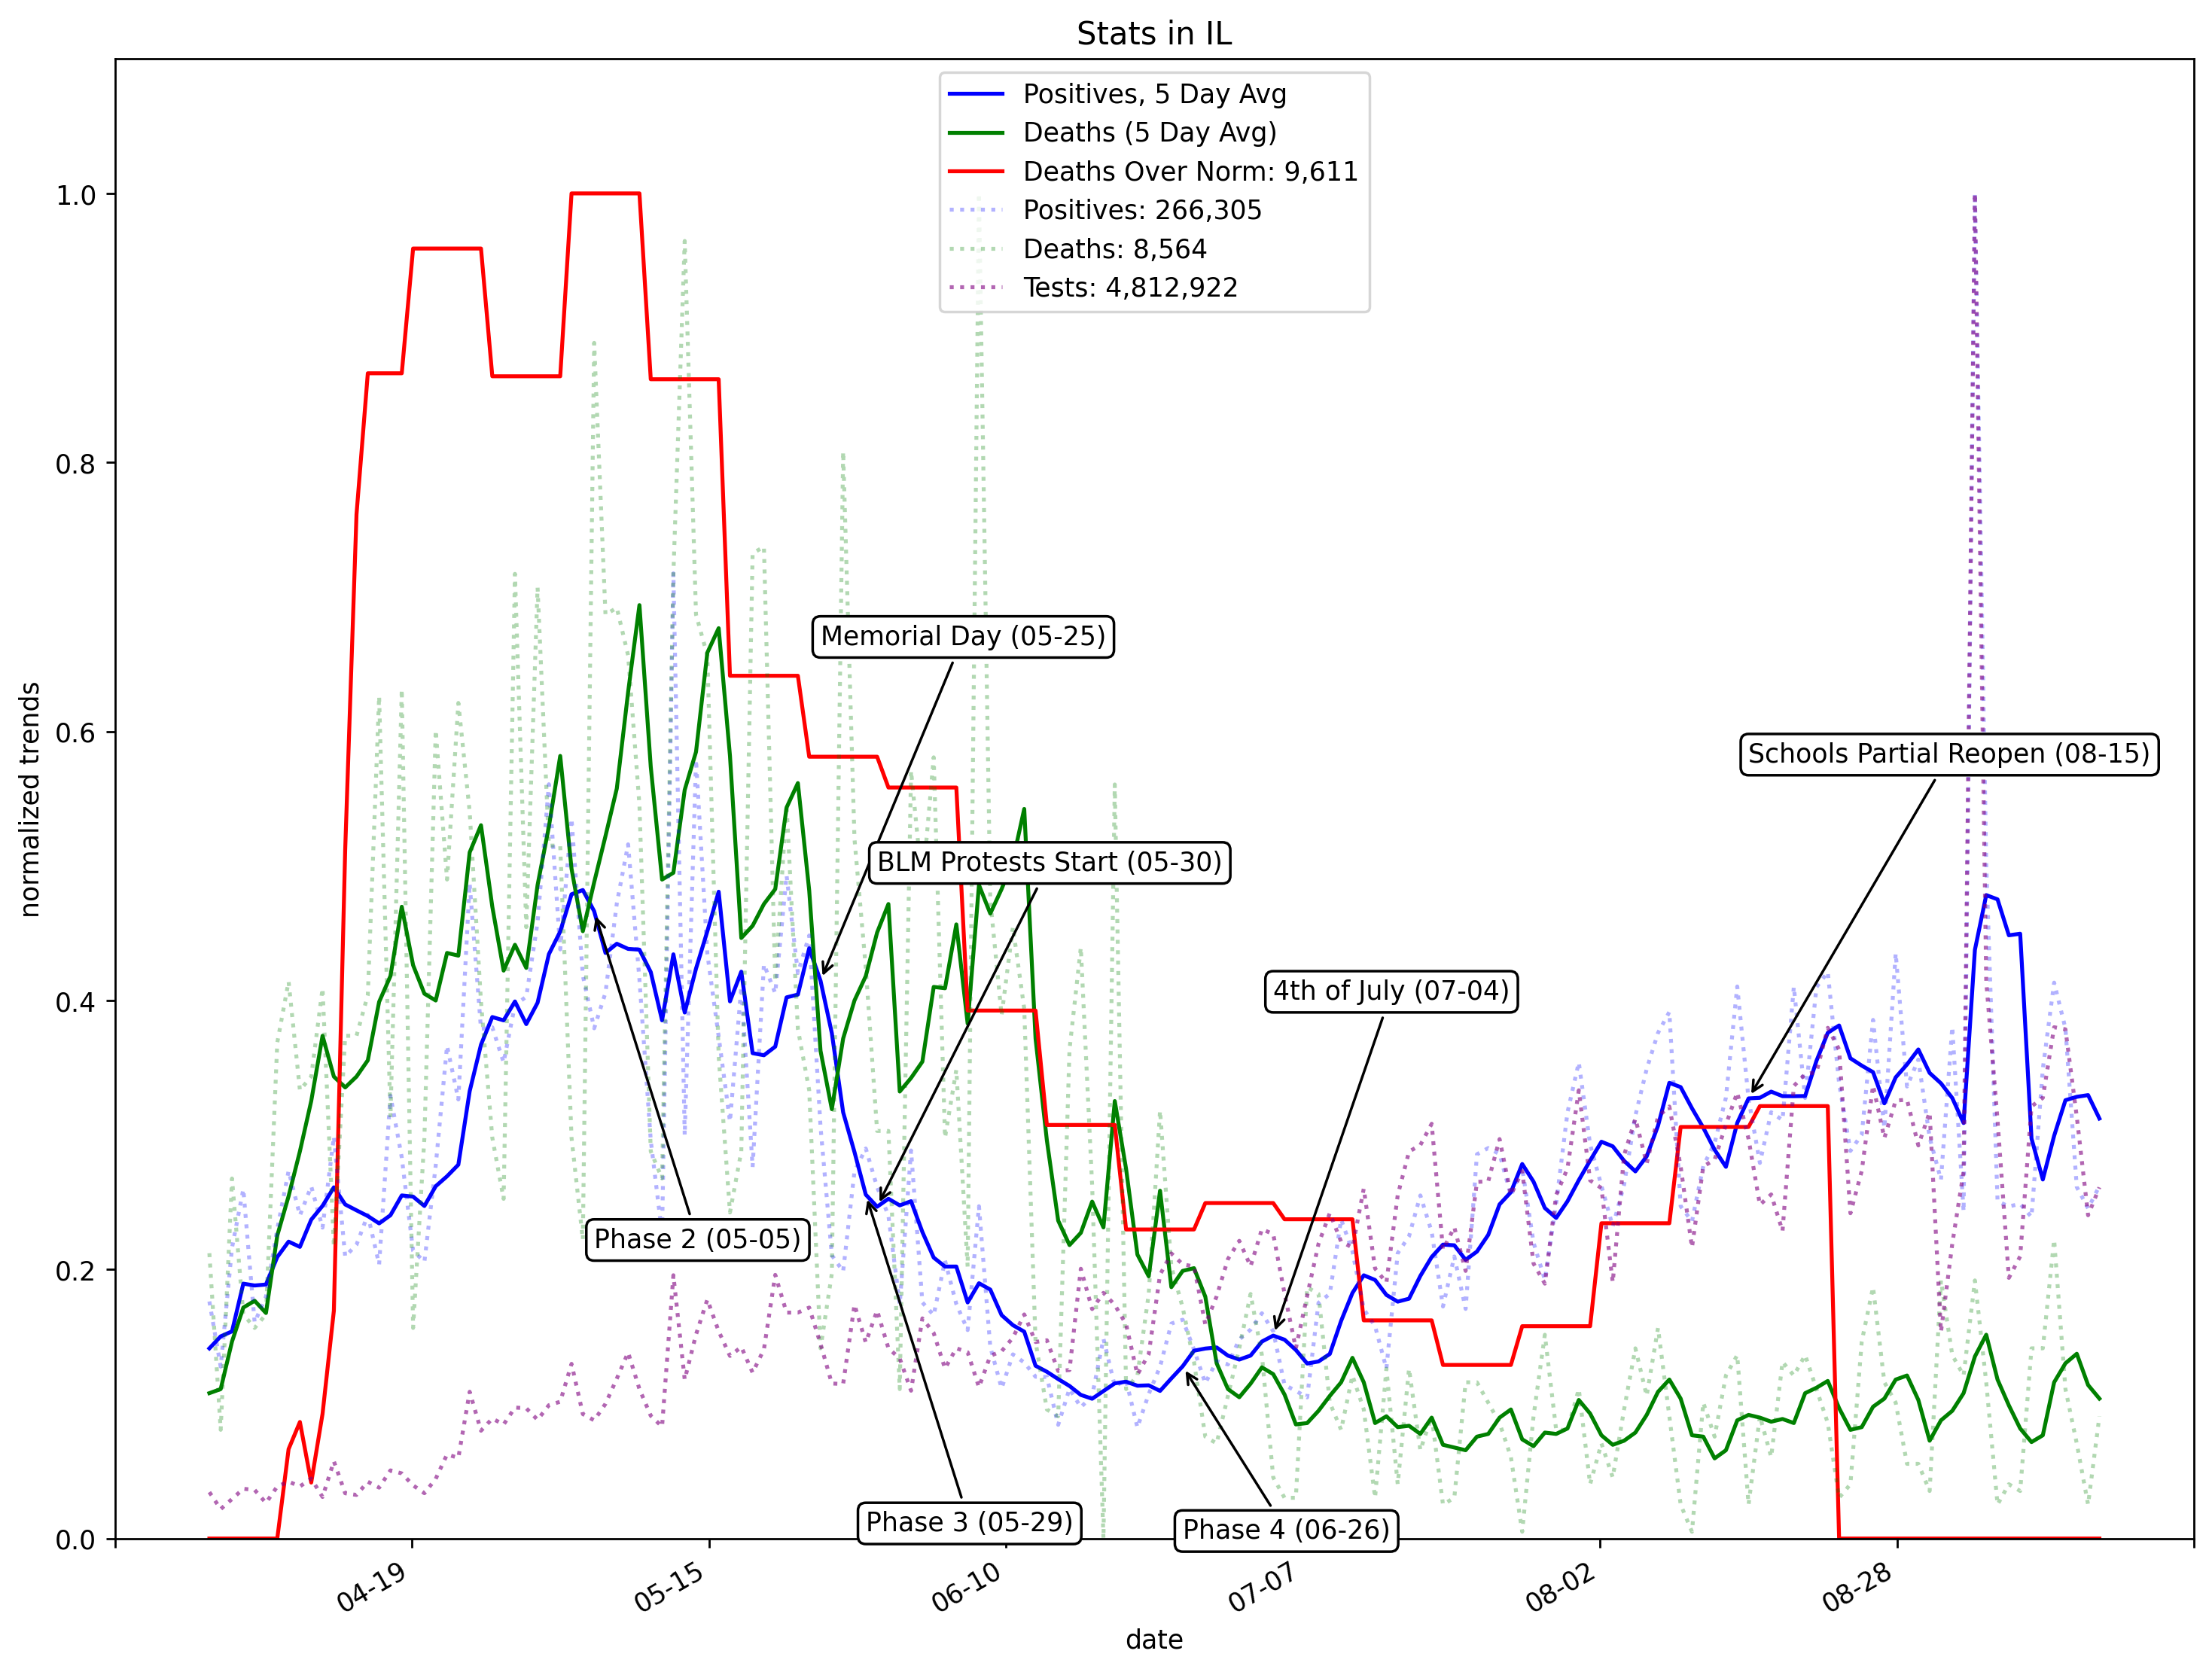 Stats in IL
Positives, 5 Day Avg
Deaths (5 Day Avg)
Deaths Over Norm: 9,611
Positives: 266,305
Deaths: 8,564
Tests: 4,812,922
1.0
0.8
0.6
0.4
0.2
0.0
normalized trends
Memorial Day (05-25)
Schools Partial Reopen (08-15)
BLM Protests Start (05-30)
4th of July (07-04)
Phase 2 (05-05)
Phase 3 (05-29)
Phase 4 (06-26)
04-19
05-15
06-10
07-07
08-02
08-28
date